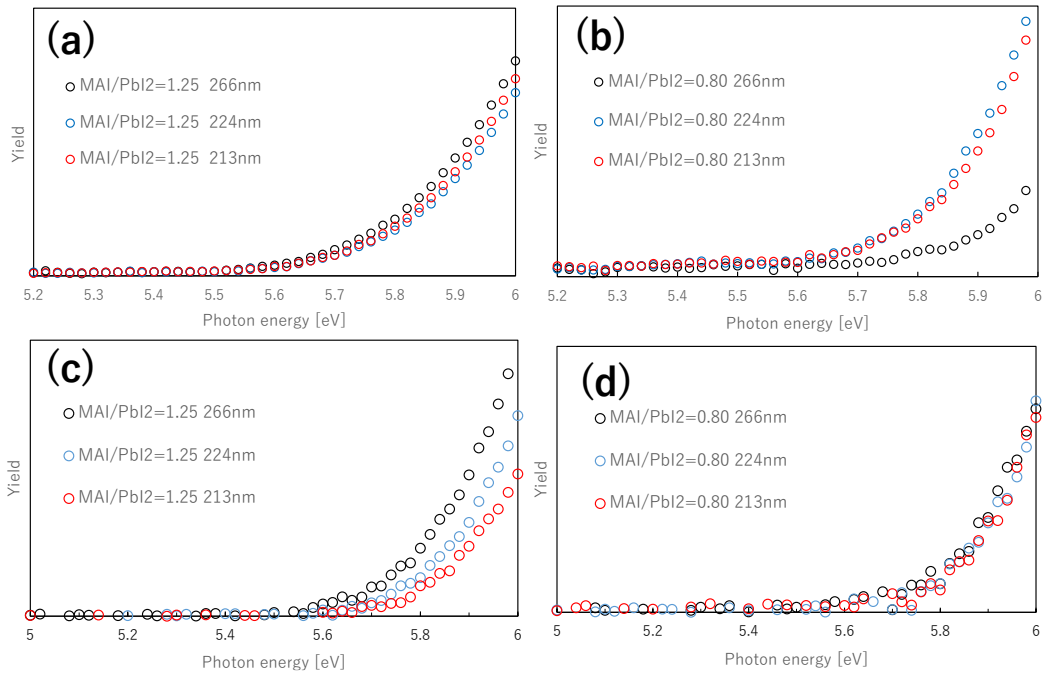 (a)
MAI/PbI2=1.25 266nm
MAI/PbI2=1.25 224nm
MAI/PbI2=1.25 213nm
Yield
5.2 5.3 5.4 5.5 5.6 5.7 5.8 5.9 6
Photon energy [eV]
(b)
MAI/PbI2=0.80 266nm
MAI/PbI2=0.80 224nm
MAI/PbI2=0.80 213nm
Yield
5.2 5.3 5.4 5.5 5.6 5.7 5.8 5.9 6
Photon energy [eV]
(c)
MAI/PbI2=1.25 266nm
MAI/PbI2=1.25 224nm
MAI/PbI2=1.25 213nm
Yield
5 5.2 5.4 5.6 5.8 6
Photon energy [eV]
(d)
MAI/PbI2=0.80 266nm
MAI/PbI2=0.80 224nm
MAI/PbI2=0.80 213nm
Yield
5 5.2 5.4 5.6 5.8 6
Photon energy [eV]